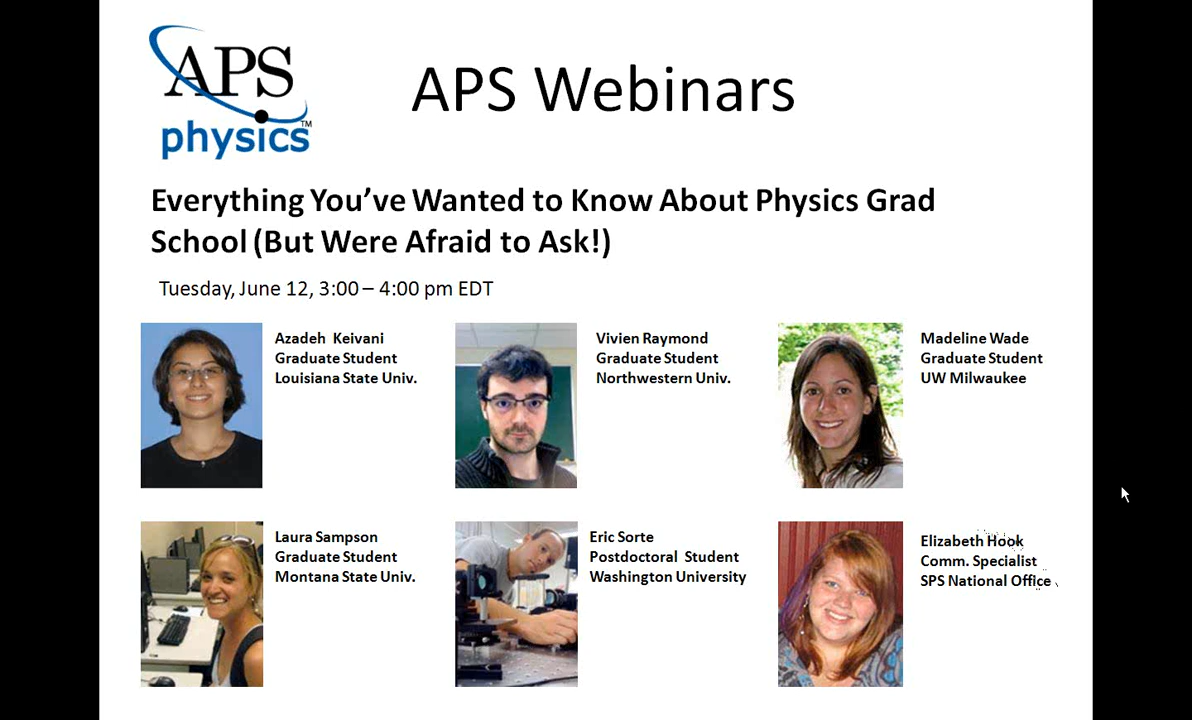 APS
physics™
APS Webinars
Everything You’ve Wanted to Know About Physics Grad
School (But Were Afraid to Ask!)
Tuesday, June 12, 3:00 – 4:00 pm EDT
Azadeh Keivani
Graduate Student
Louisiana State Univ.
Vivien Raymond
Graduate Student
Northwestern Univ.
Madeline Wade
Graduate Student
UW Milwaukee
Laura Sampson
Graduate Student
Montana State Univ.
Eric Sorte
Postdoctoral Student
Washington University
Elizabeth Hook
Comm. Specialist
SPS National Office